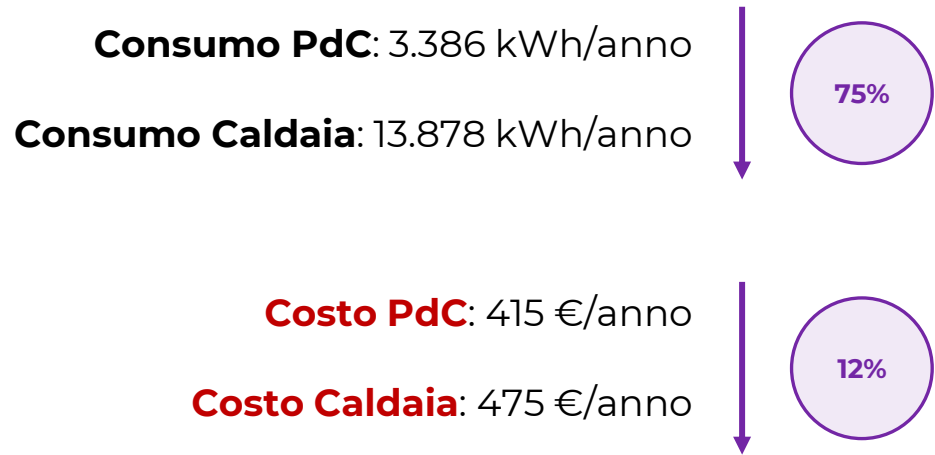 Consumo PdC: 3.386 kWh/anno
75%
Consumo Caldaia: 13.878 kWh/anno
Costo PdC: 415 €/anno
12%
Costo Caldaia: 475 €/anno